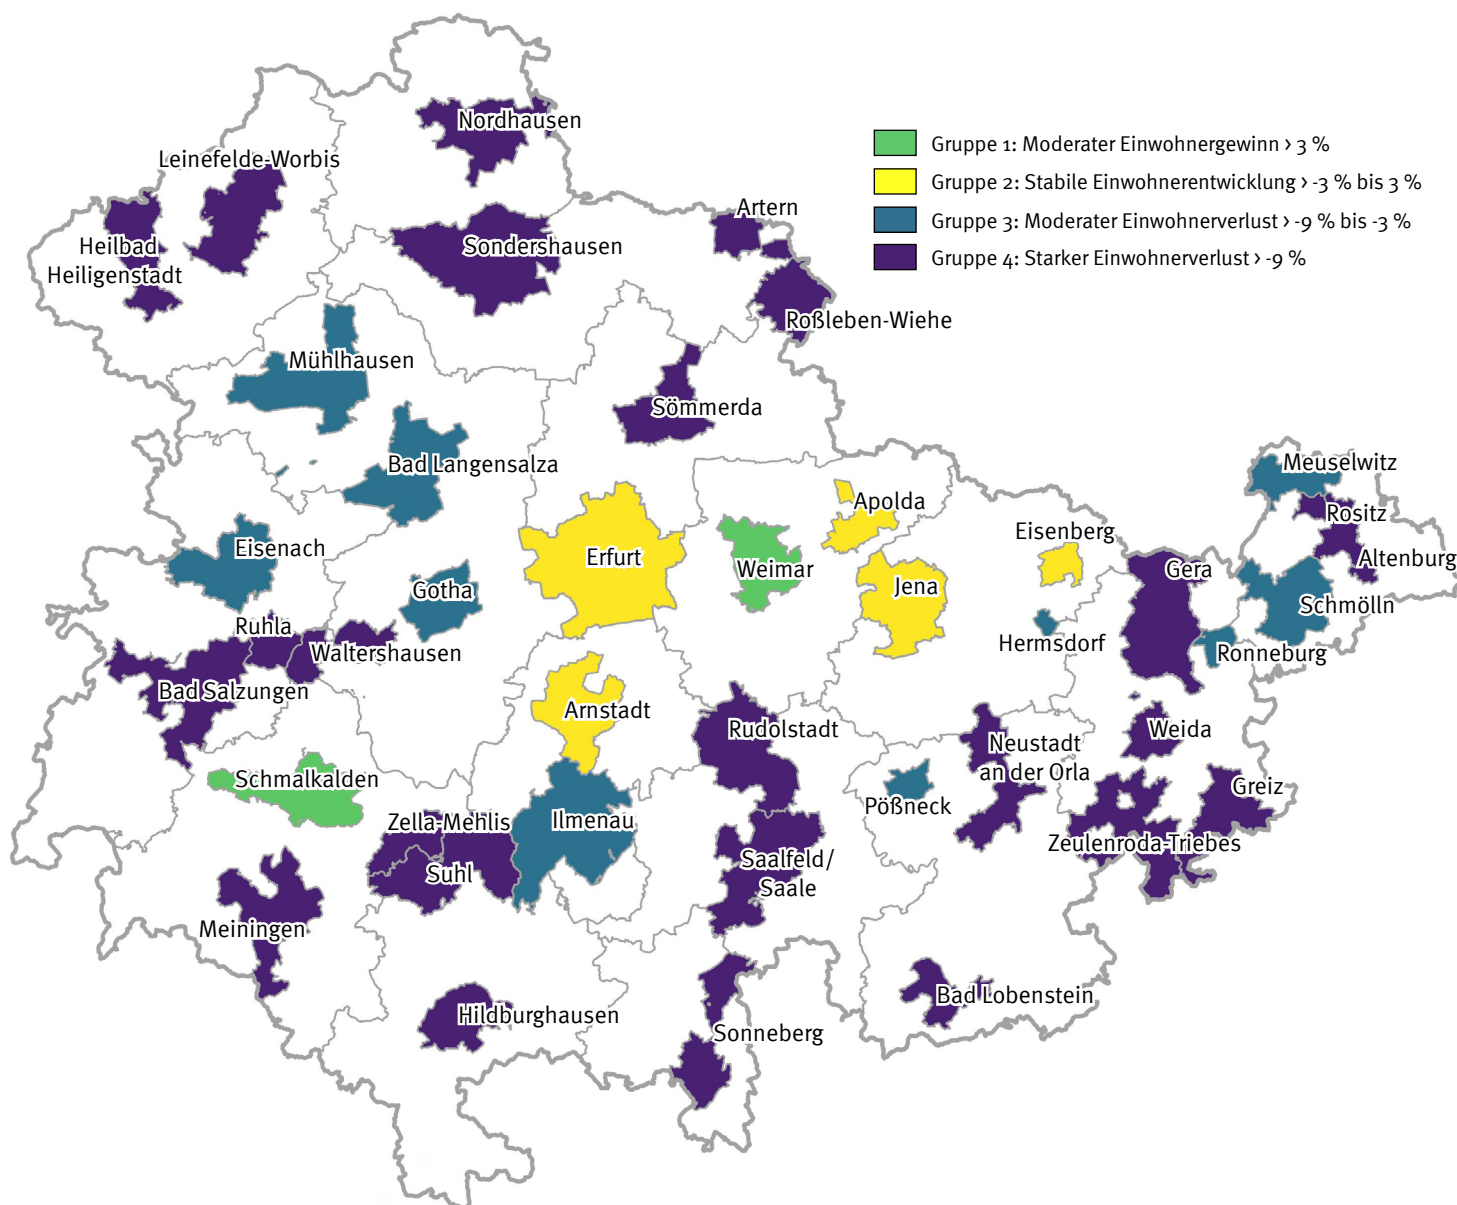 Gruppe 1: Moderater Einwohnergewinn > 3 %
Gruppe 2: Stabile Einwohnerentwicklung > -3 % bis 3 %
Gruppe 3: Moderater Einwohnerverlust > -9 % bis -3 %
Gruppe 4: Starker Einwohnerverlust > -9 %
Nordhausen
Leinefelde-Worbis
Artern
Heilbad
Heiligenstadt
Sondershausen
Roßleben-Wiehe
Mühlhausen
Sömmerda
Bad Langensalza
Meuselwitz
Apolda
Rositz
Eisenberg
Eisenach
Erfurt
Altenburg
Weimar
Gera
Gotha
Jena
Schmölln
Ruhla
Hermsdorf
Waltershausen
Ronneburg
Bad Salzungen
Arnstadt
Rudolstadt
Weida
Neustadt
an der Orla
Schmalkalden
Greiz
Pößneck
Zella-Mehlis
Ilmenau
Zeulenroda-Triebes
Saalfeld/
Saale
Suhl
Meiningen
Bad Lobenstein
Hildburghausen
Sonneberg